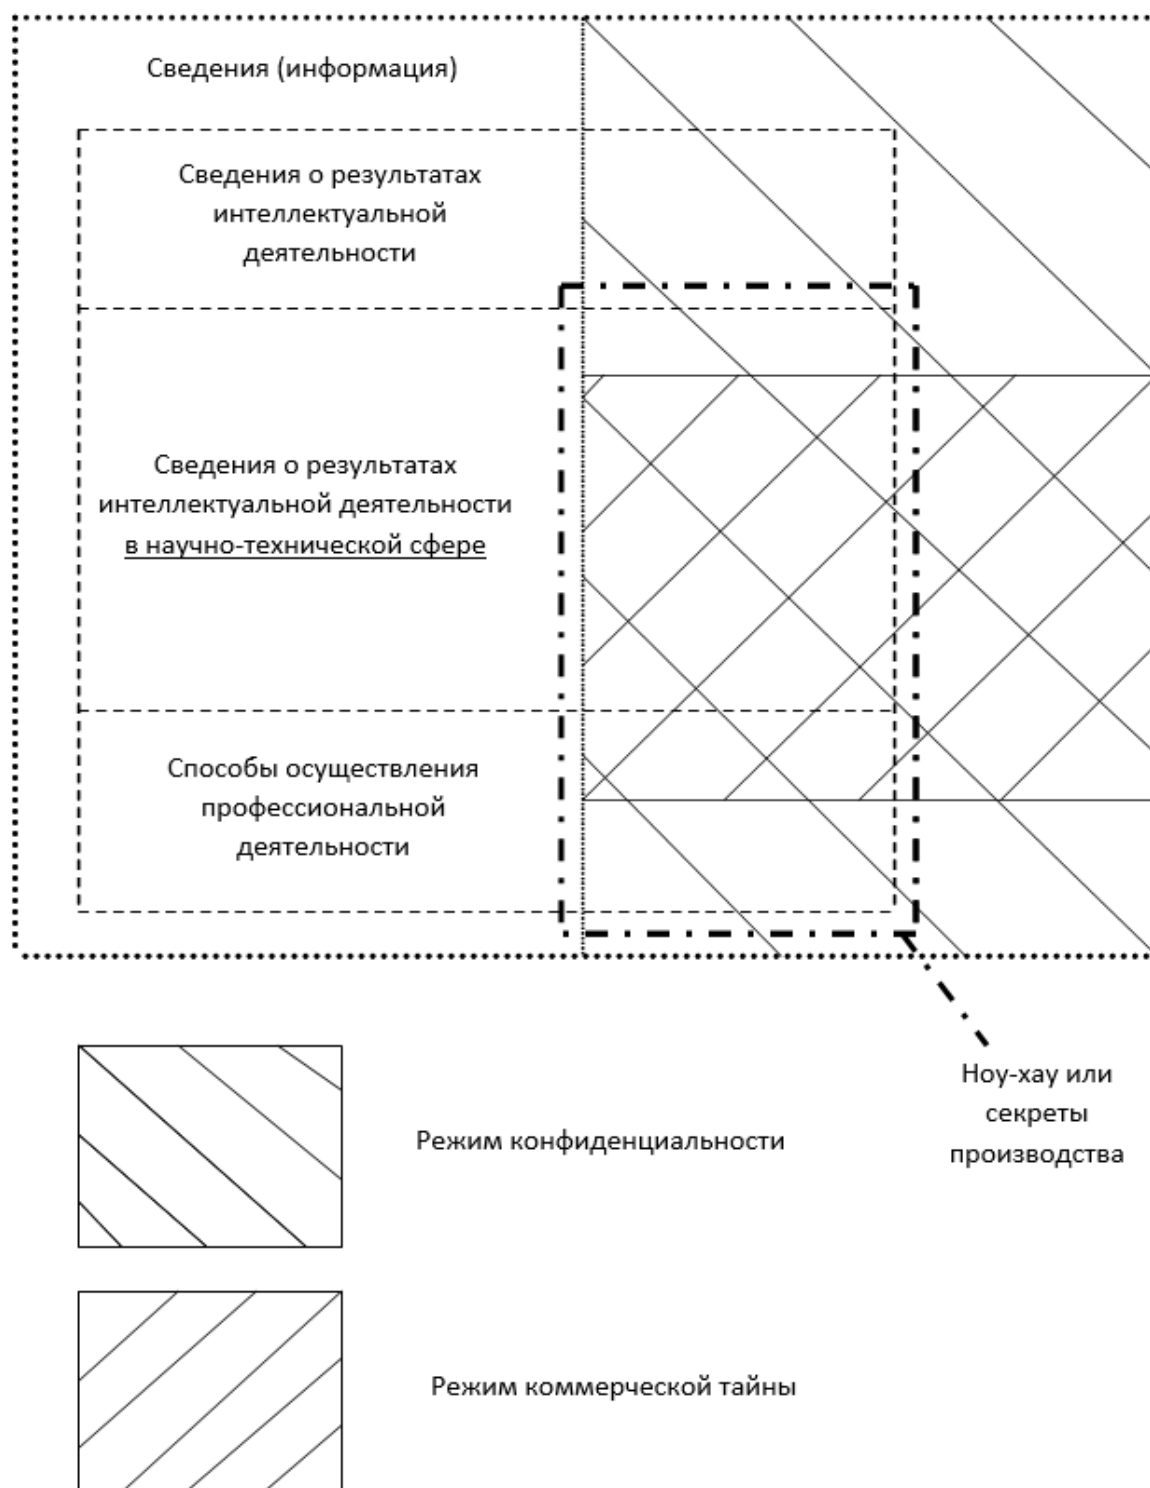 Сведения (информация)
Сведения о результатах
интеллектуальной
деятельности
Сведения о результатах
интеллектуальной деятельности
в научно-технической сфере
Способы осуществления
профессиональной
деятельности
Ноу-хау или
секреты
производства
Режим конфиденциальности
Режим коммерческой тайны